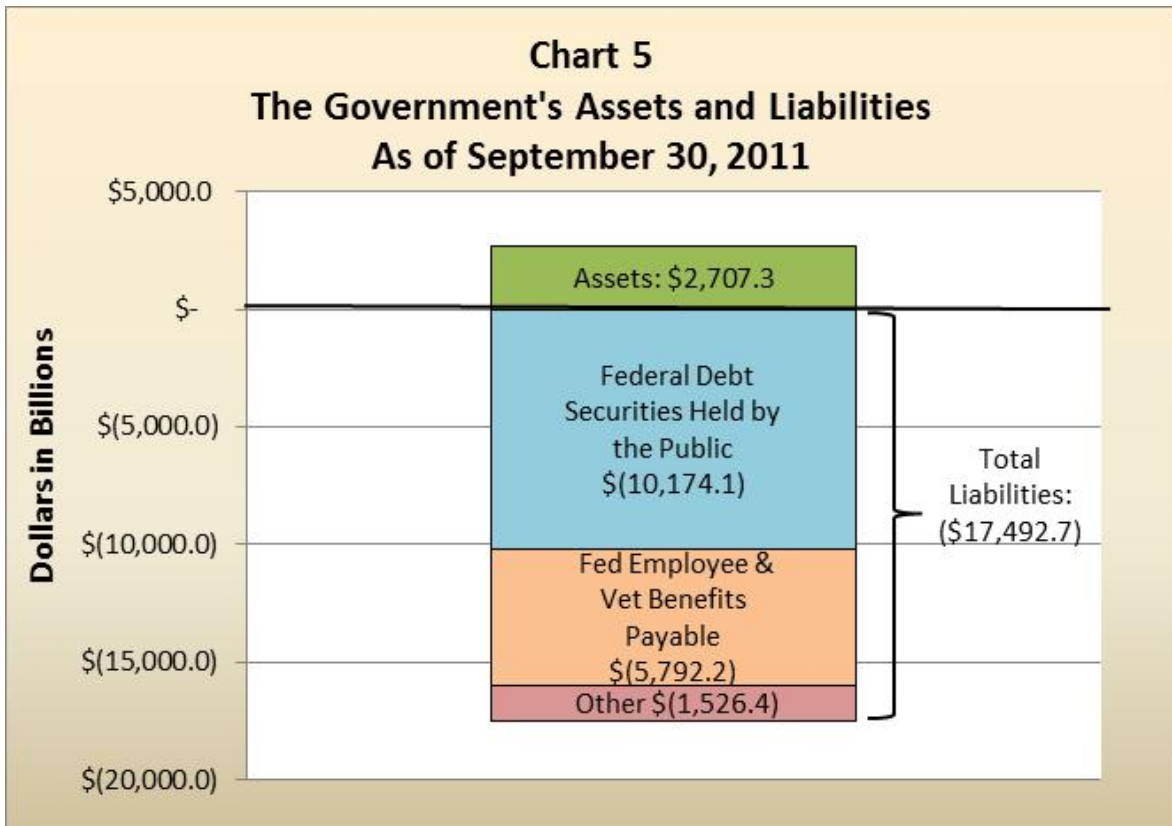 Chart 5
The Government's Assets and Liabilities
As of September 30, 2011
Dollars in Billions
$5,000.0
$-
$(5,000.0)
$(10,000.0)
$(15,000.0)
$(20,000.0)
Assets: $2,707.3
Federal Debt
Securities Held by
the Public
$(10,174.1)
Fed Employee &
Vet Benefits
Payable
$(5,792.2)
Other $(1,526.4)
Total
Liabilities:
($17,492.7)